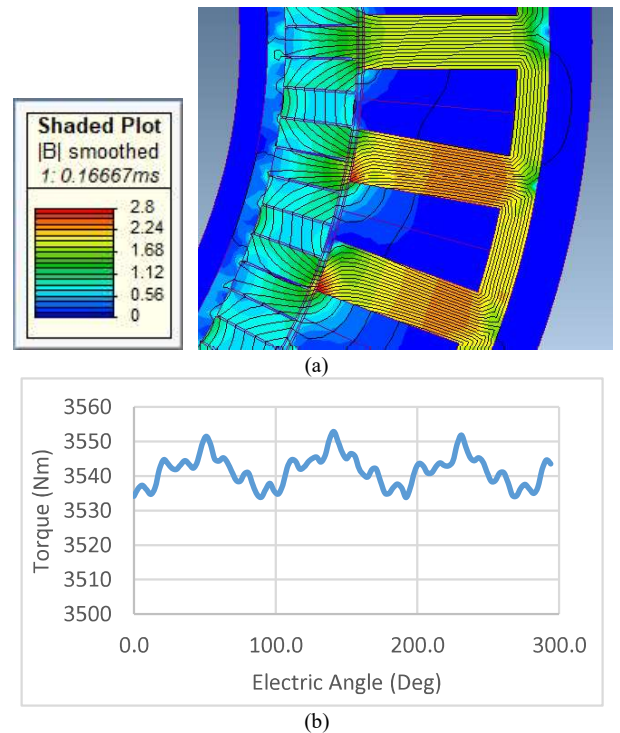 Shaded Plot
|B| smoothed
1: 0.16667ms
2.8
2.24
1.68
1.12
0.56
0
(a)
3560
3550
3540
3530
3520
3510
3500
Torque (Nm)
0.0
100.0
200.0
300.0
Electric Angle (Deg)
(b)